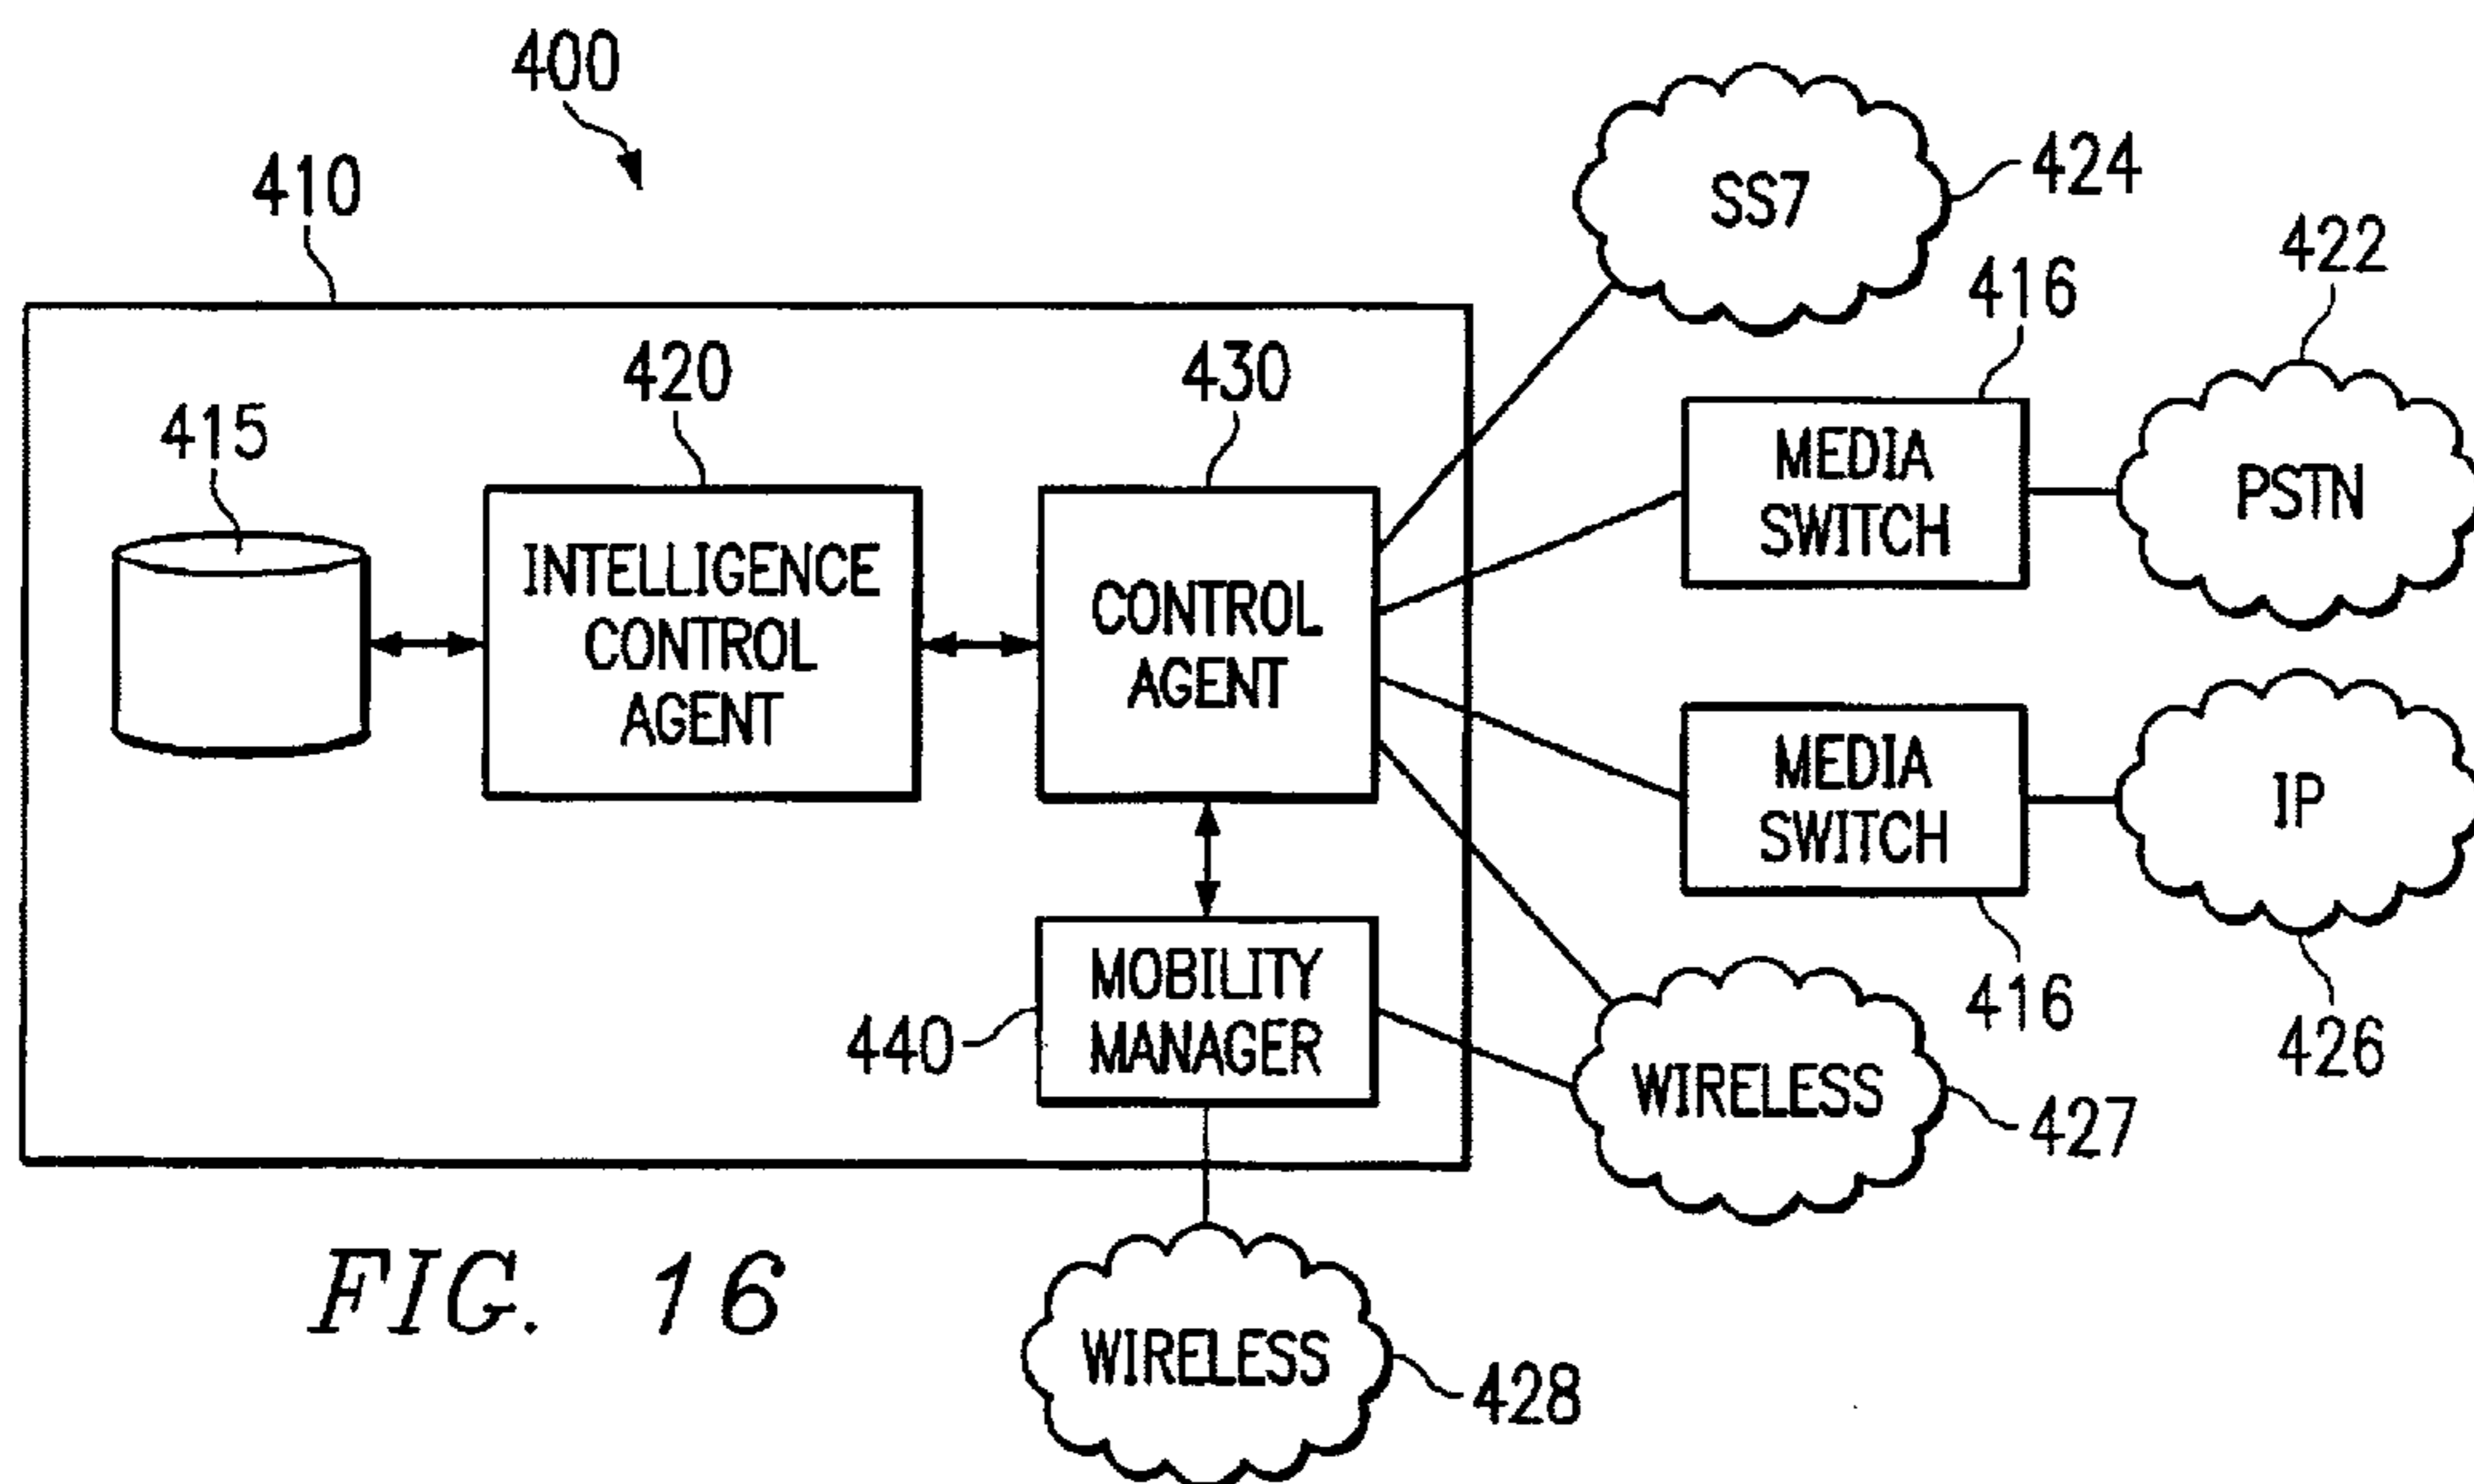 400
410
SS7
424
422
416
MEDIA
SWITCH
PSTN
415
420
430
INTELLIGENCE
CONTROL
AGENT
CONTROL
AGENT
MEDIA
SWITCH
IP
416
426
440
MOBILITY
MANAGER
WIRELESS
427
WIRELESS
428
FIG. 16